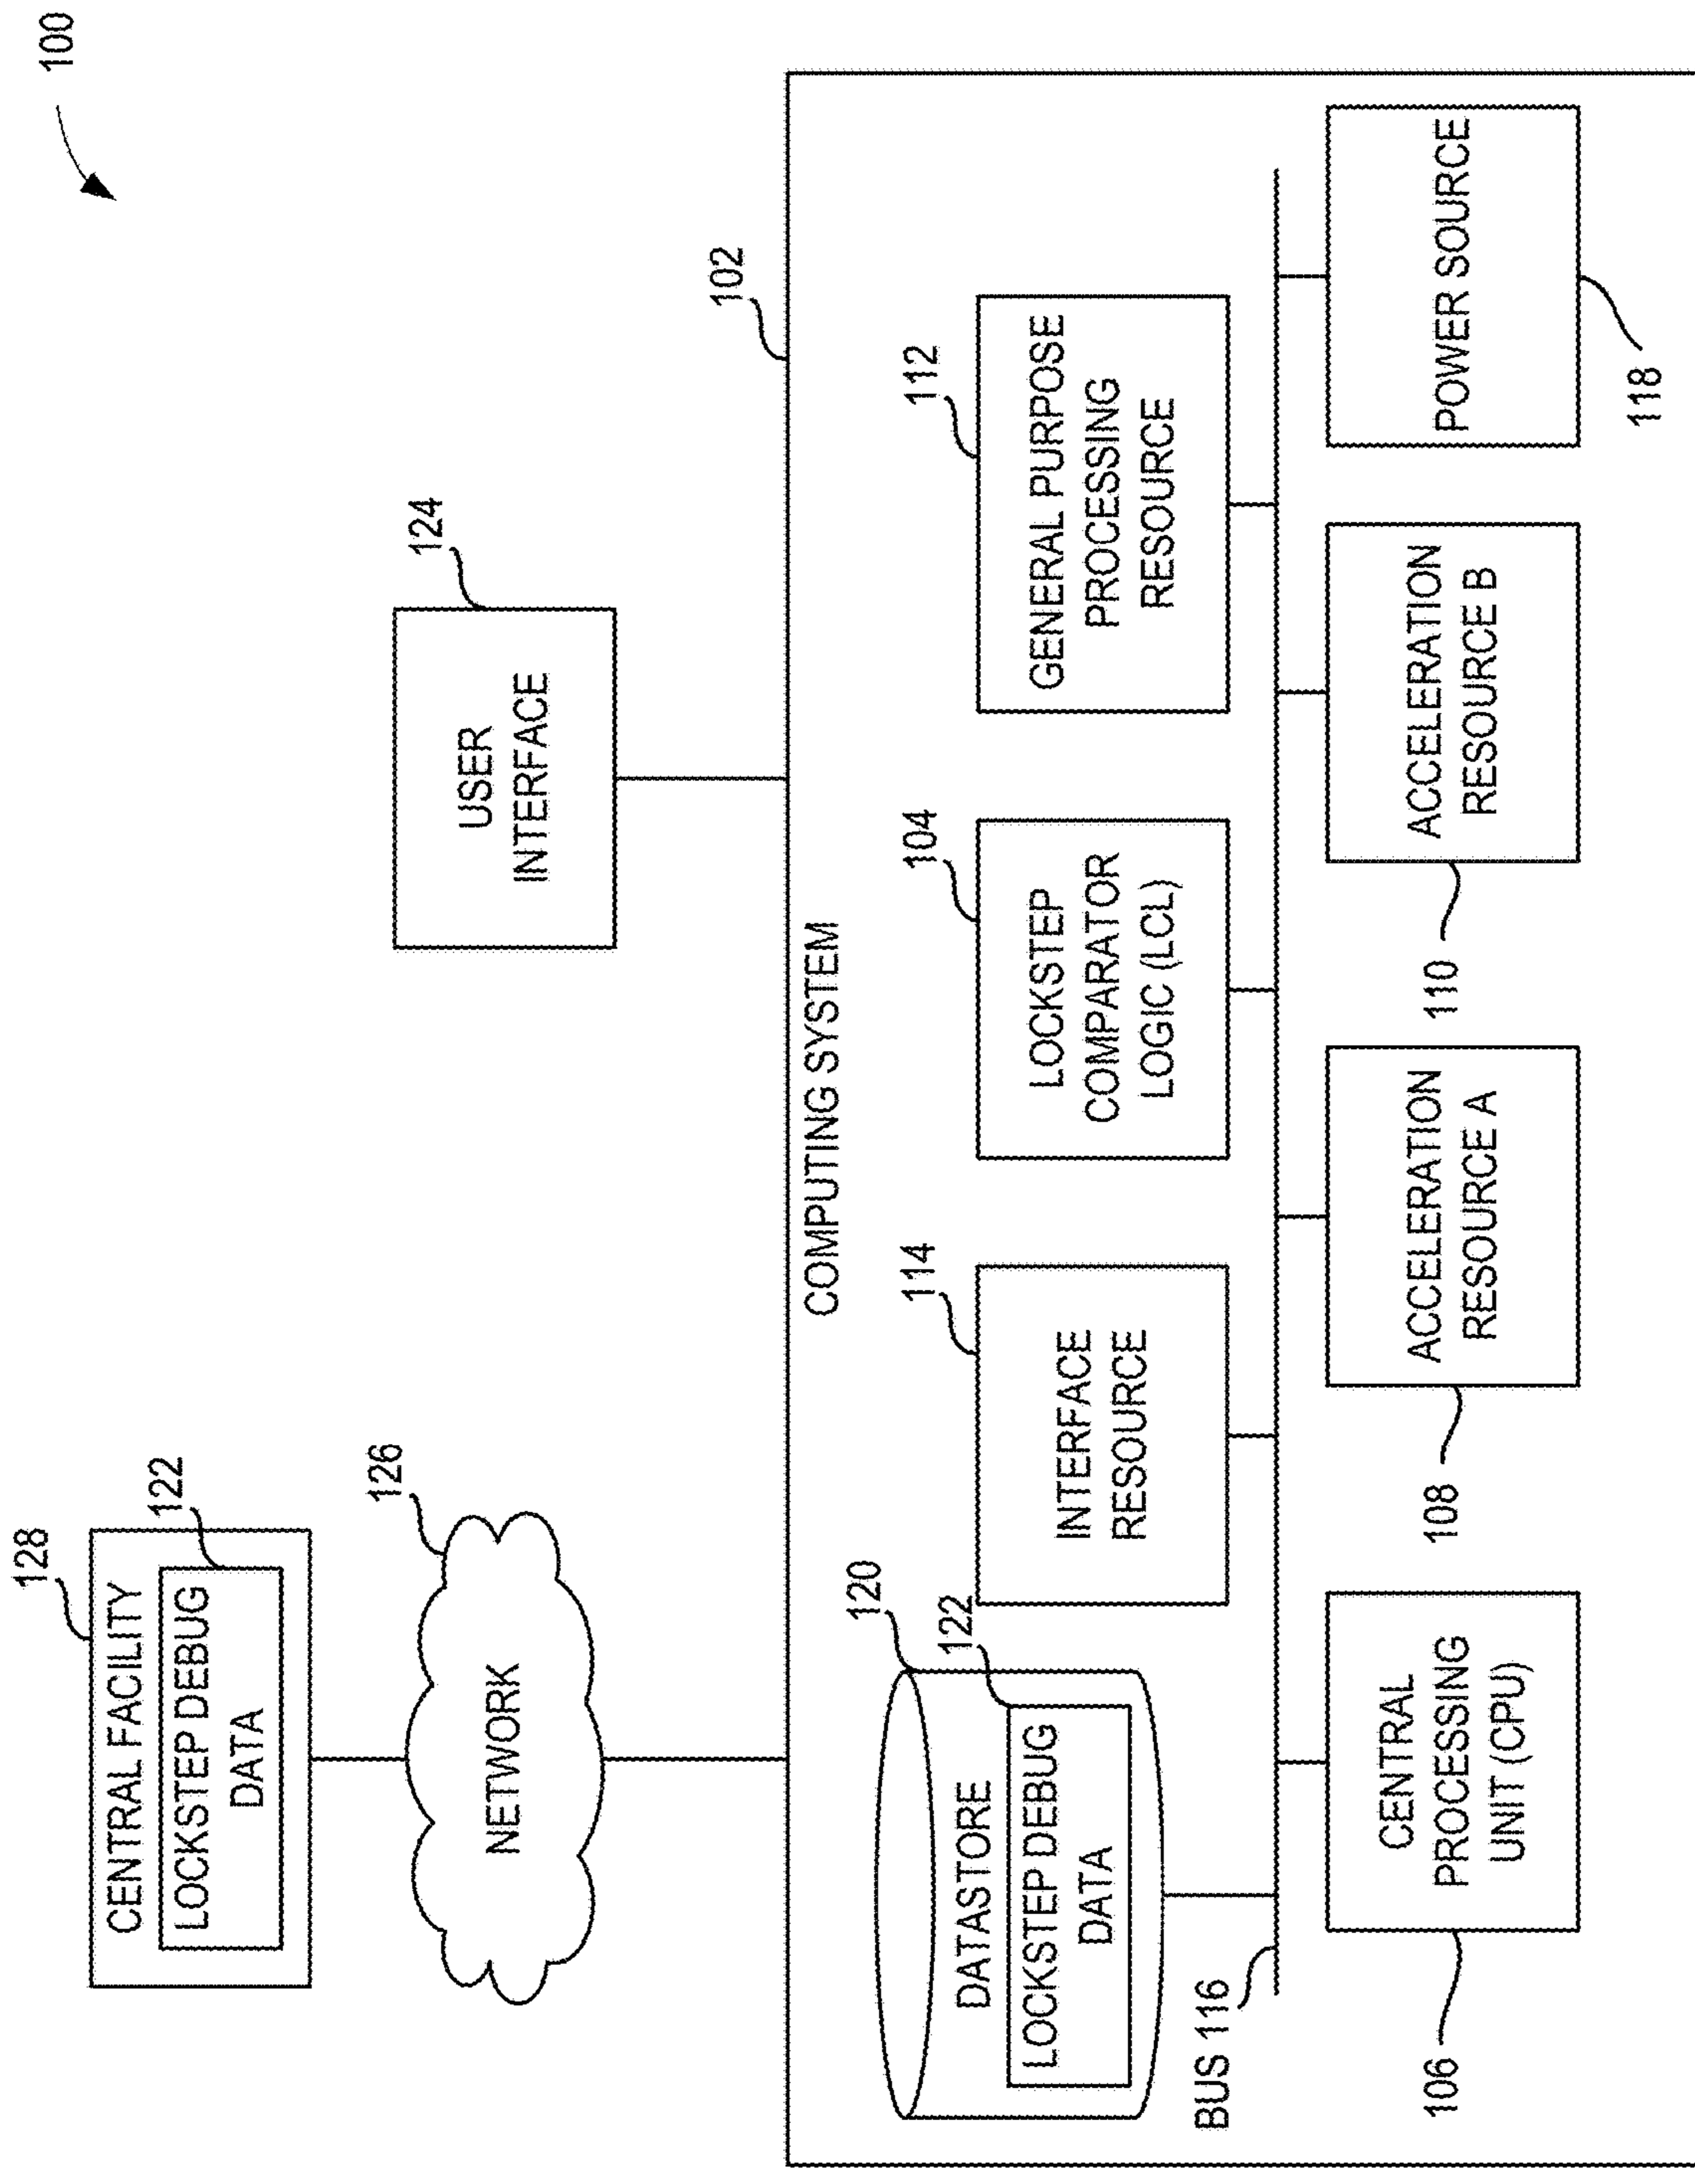 100
128
CENTRAL FACILITY
122
LOCKSTEP DEBUG
DATA
126
NETWORK
124
USER
INTERFACE
102
COMPUTING SYSTEM
120
DATASTORE
122
LOCKSTEP DEBUG
DATA
114
INTERFACE
RESOURCE
104
LOCKSTEP
COMPARATOR
LOGIC (LCL)
112
GENERAL PURPOSE
PROCESSING
RESOURCE
BUS 116
CENTRAL
PROCESSING
UNIT (CPU)
106
ACCELERATION
RESOURCE A
108
ACCELERATION
RESOURCE B
110
POWER SOURCE
118